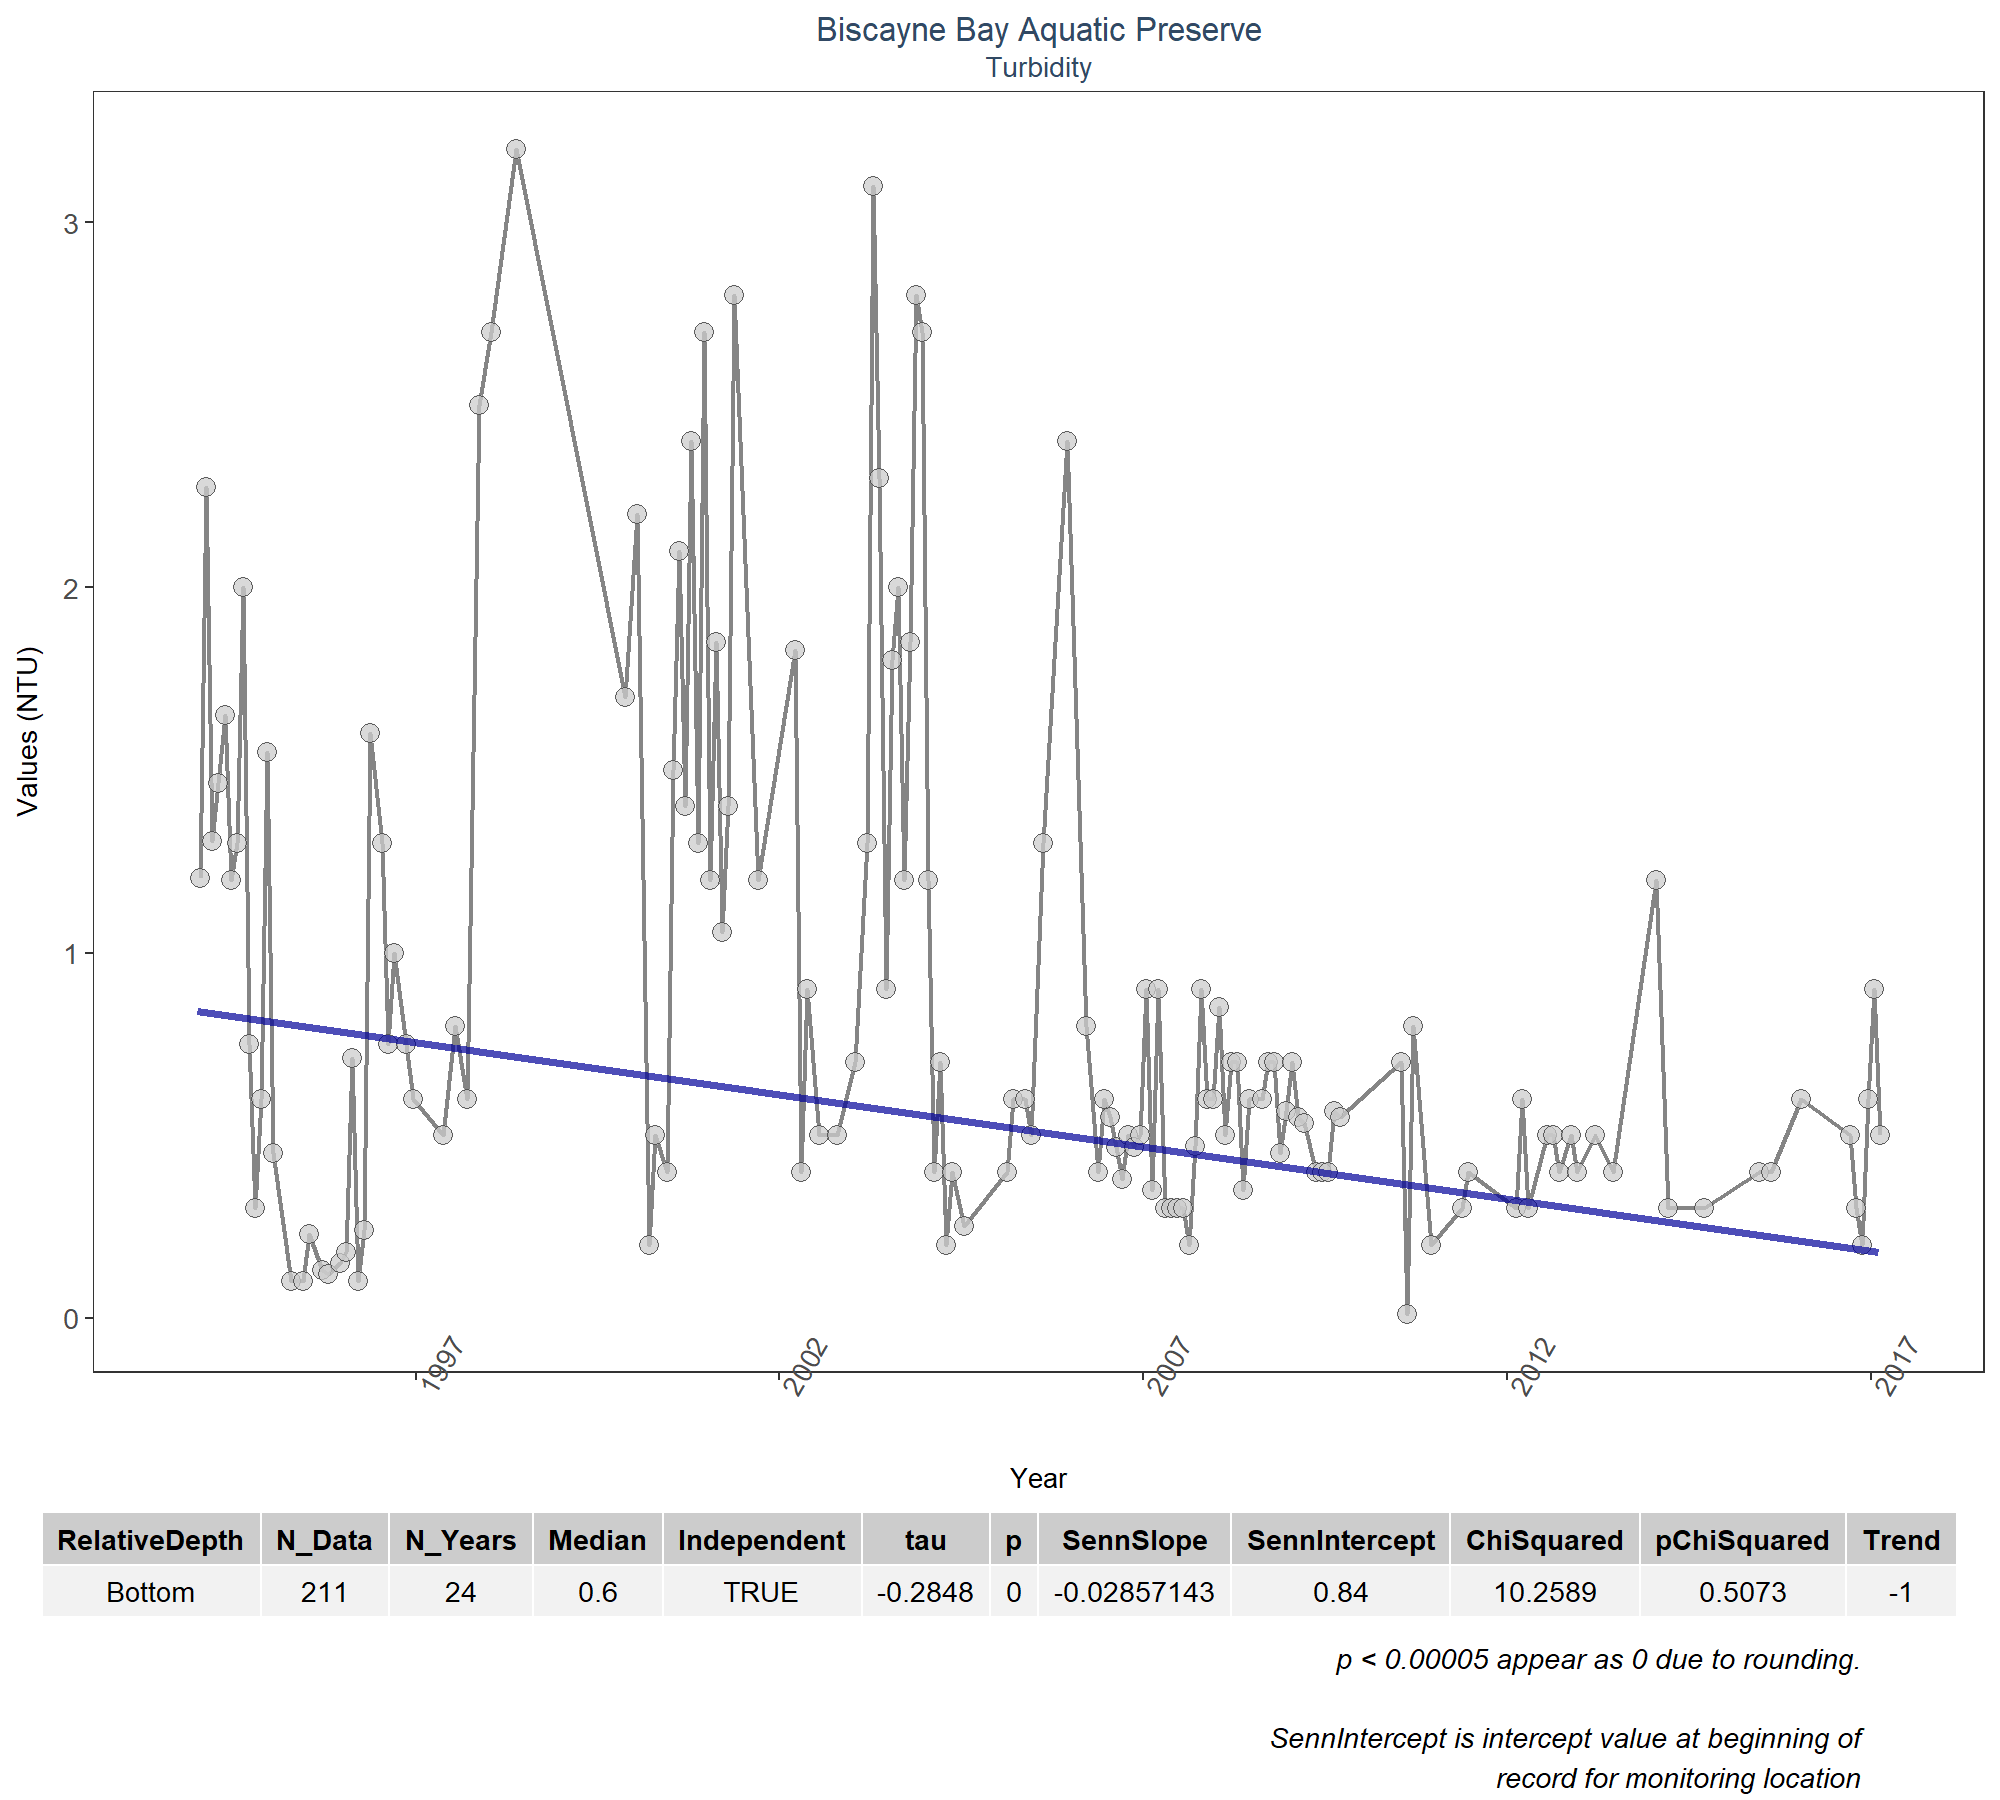 Biscayne Bay Aquatic Preserve
Turbidity
Values (NTU)
3
2
1
0
1997 2002 2007 2012 2017
Year
RelativeDepth N_Data N_Years Median Independent tau p SennSlope SennIntercept ChiSquared pChiSquared Trend
Bottom 211 24 0.6 TRUE -0.2848 0 -0.02857143 0.84 10.2589 0.5073 -1
p < 0.00005 appear as 0 due to rounding.
SennIntercept is intercept value at beginning of
record for monitoring location